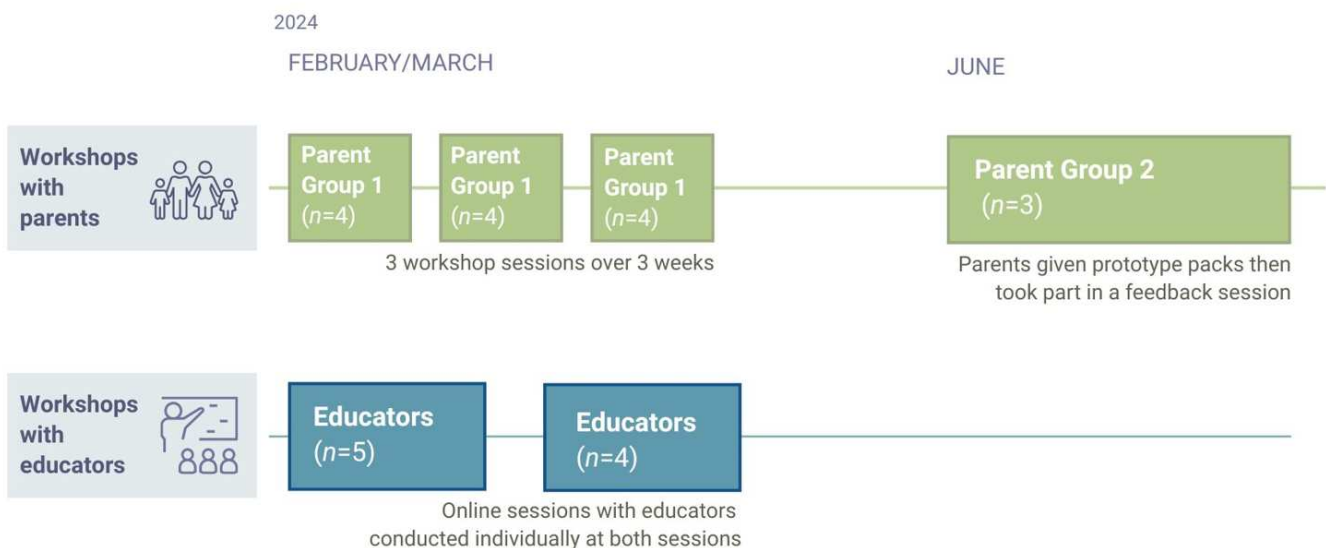 2024
FEBRUARY/MARCH
JUNE
Workshops
with
parents
Parent
Group 1
(n=4)
Parent
Group 1
(n=4)
Parent
Group 1
(n=4)
3 workshop sessions over 3 weeks
Parent Group 2
(n=3)
Parents given prototype packs then
took part in a feedback session
Workshops
with
educators
Educators
(n=5)
Educators
(n=4)
Online sessions with educators
conducted individually at both sessions